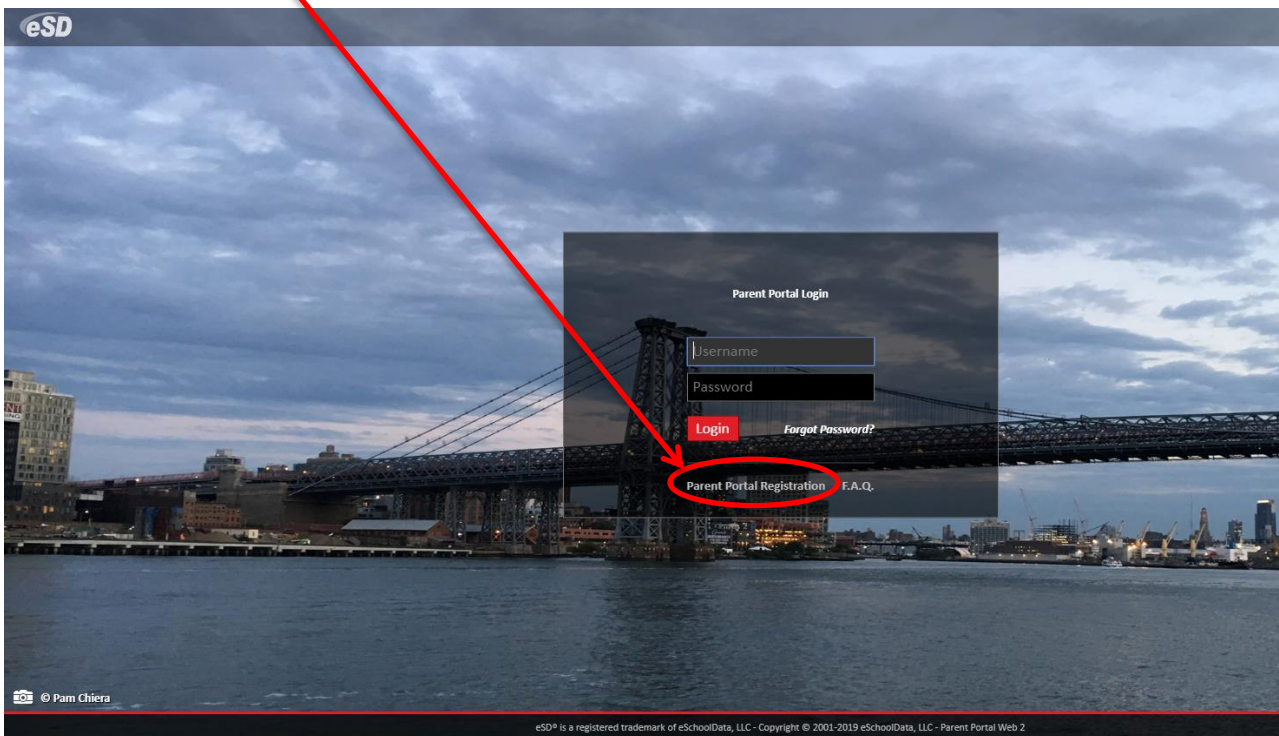 eSD
Parent Portal Login
Username
Password
Login Forgot Password?
Parent Portal Registration F.A.Q.
© Pam Chiera
eSD® is a registered trademark of eSchoolData, LLC - Copyright © 2001-2019 eSchoolData, LLC - Parent Portal Web 2